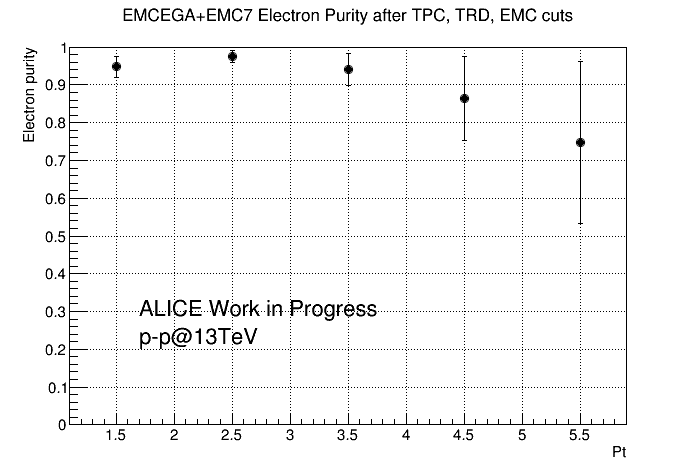 EMCEGA+EMC7 Electron Purity after TPC, TRD, EMC cuts
Electron purity
1
0.9
0.8
0.7
0.6
0.5
0.4
0.3
0.2
0.1
0
ALICE Work in Progress
p-p@13TeV
1.5 2 2.5 3 3.5 4 4.5 5 5.5
Pt